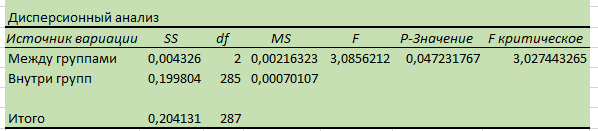 Дисперсионный анализ
Источник вариации SS df MS F P-Значение F критическое
Между группами 0,004326 2 0,00216323 3,0856212 0,047231767 3,027443265
Внутри групп 0,199804 285 0,00070107
Итого 0,204131 287